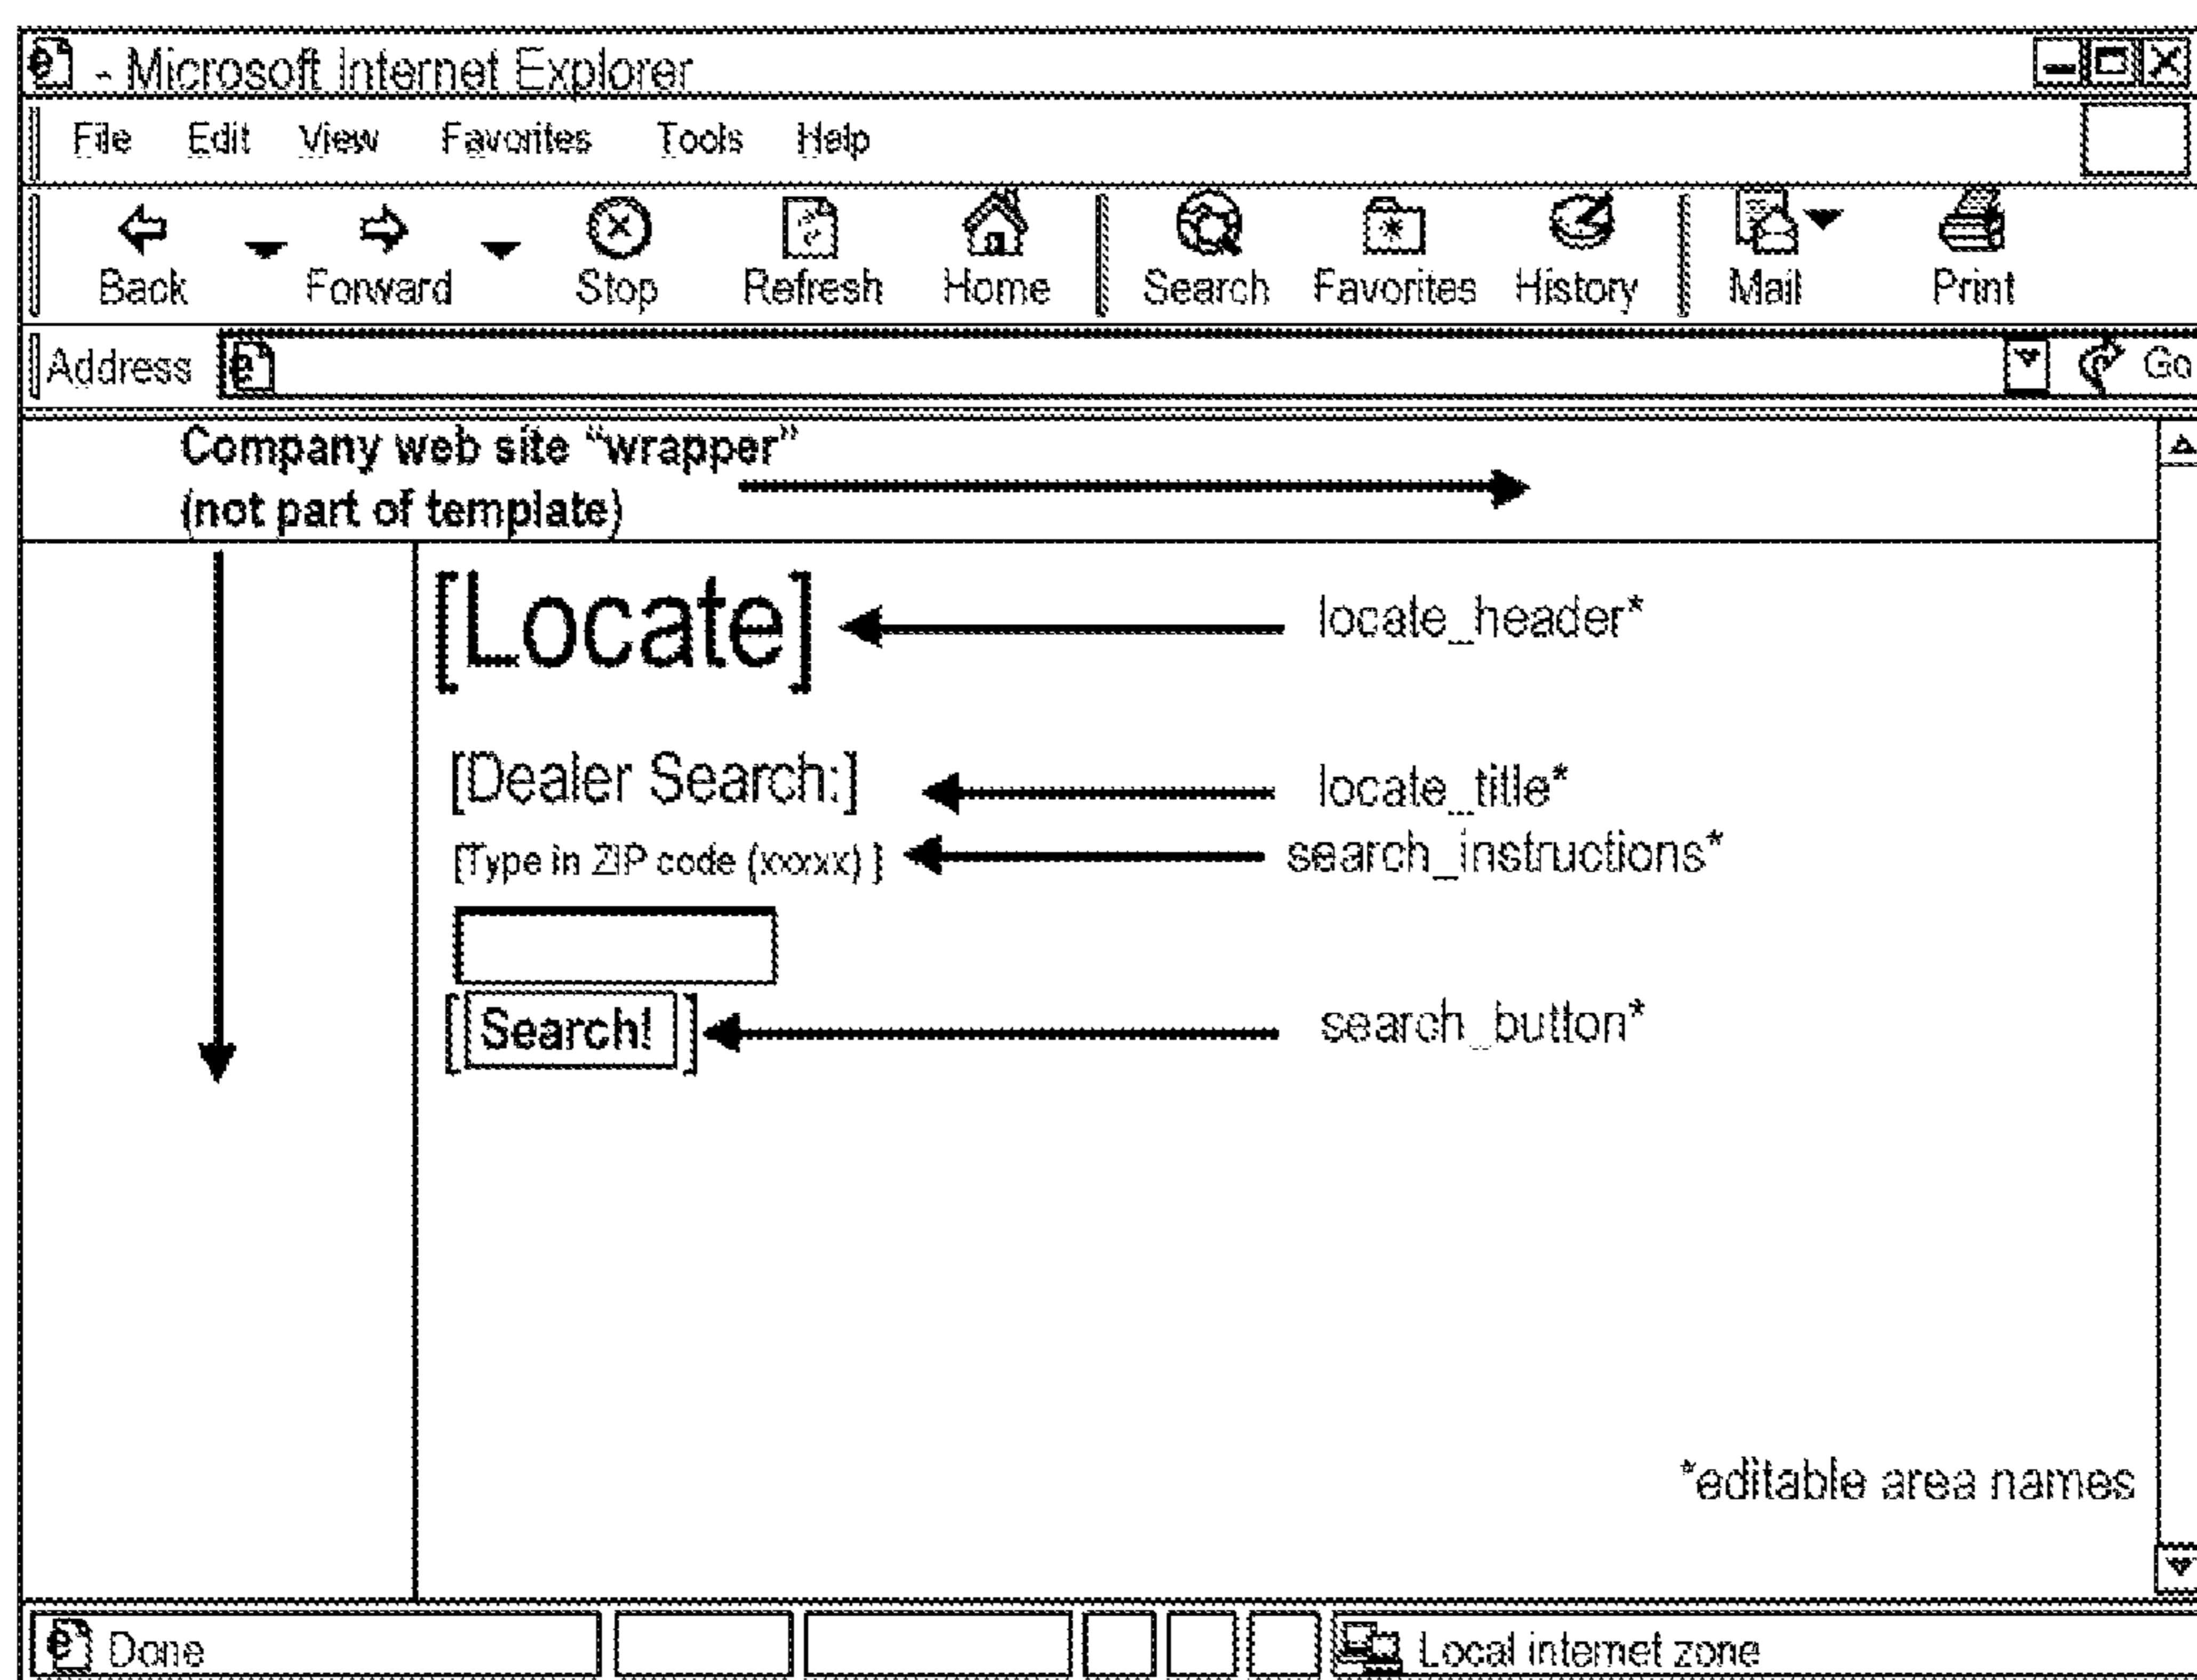 - Microsoft Internet Explorer
File Edit View Favorites Tools Help
Back Forward Stop Refresh Home Search Favorites History Mail Print
Address Go
Company web site “wrapper”
(not part of template)
[Locate] locate_header*
[Dealer Search:] locate_title*
[Type in ZIP code (xxxxx) ] search_instructions*
[ Search! ] search_button*
*editable area names
Done Local internet zone